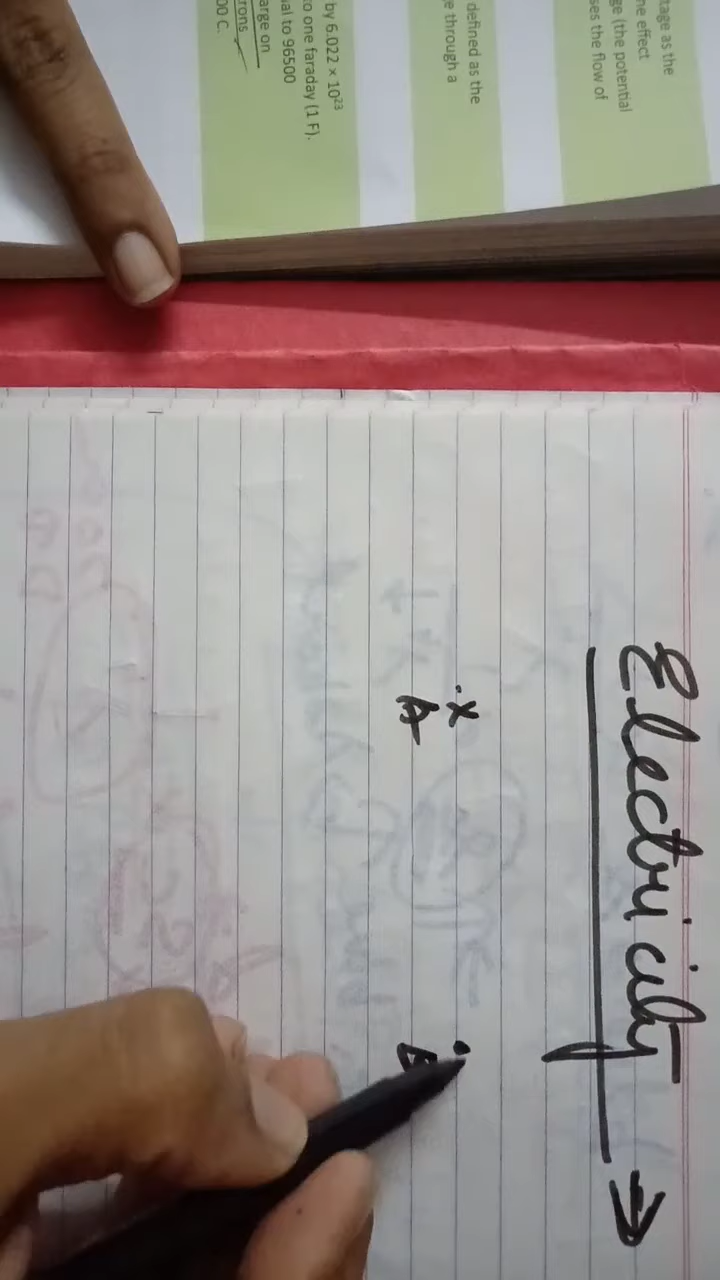 tage as the
ne effect
ge (the potential
ses the flow of
defined as the
e through a
by 6.022 × 10²³
o one faraday (1 F).
al to 96500
arge on
trons
00 C.
Electricity →
x
A